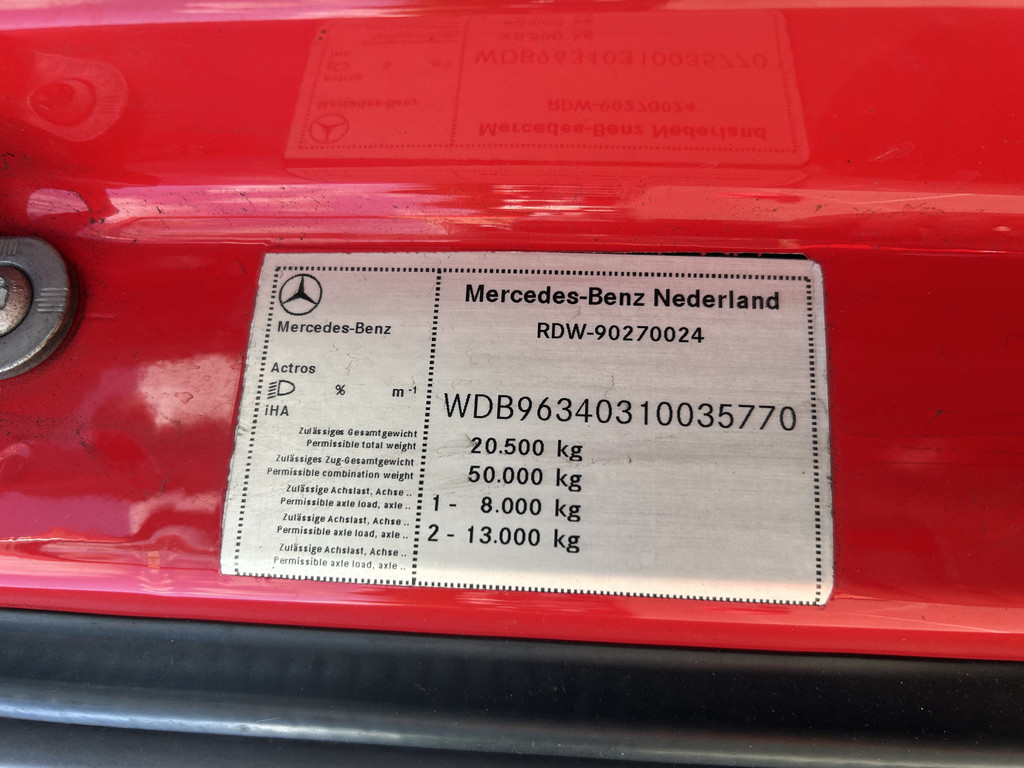 Mercedes-Benz
Actros
% m⁻¹
iHA
Zulässiges Gesamtgewicht
Permissible total weight
Zulässiges Zug-Gesamtgewicht
Permissible combination weight
Zulässige Achslast, Achse ..
Permissible axle load, axle ..
Zulässige Achslast, Achse ..
Permissible axle load, axle ..
Zulässige Achslast, Achse ..
Permissible axle load, axle ..
Mercedes-Benz Nederland
RDW-90270024
WDB96340310035770
20.500 kg
50.000 kg
1 - 8.000 kg
2 - 13.000 kg